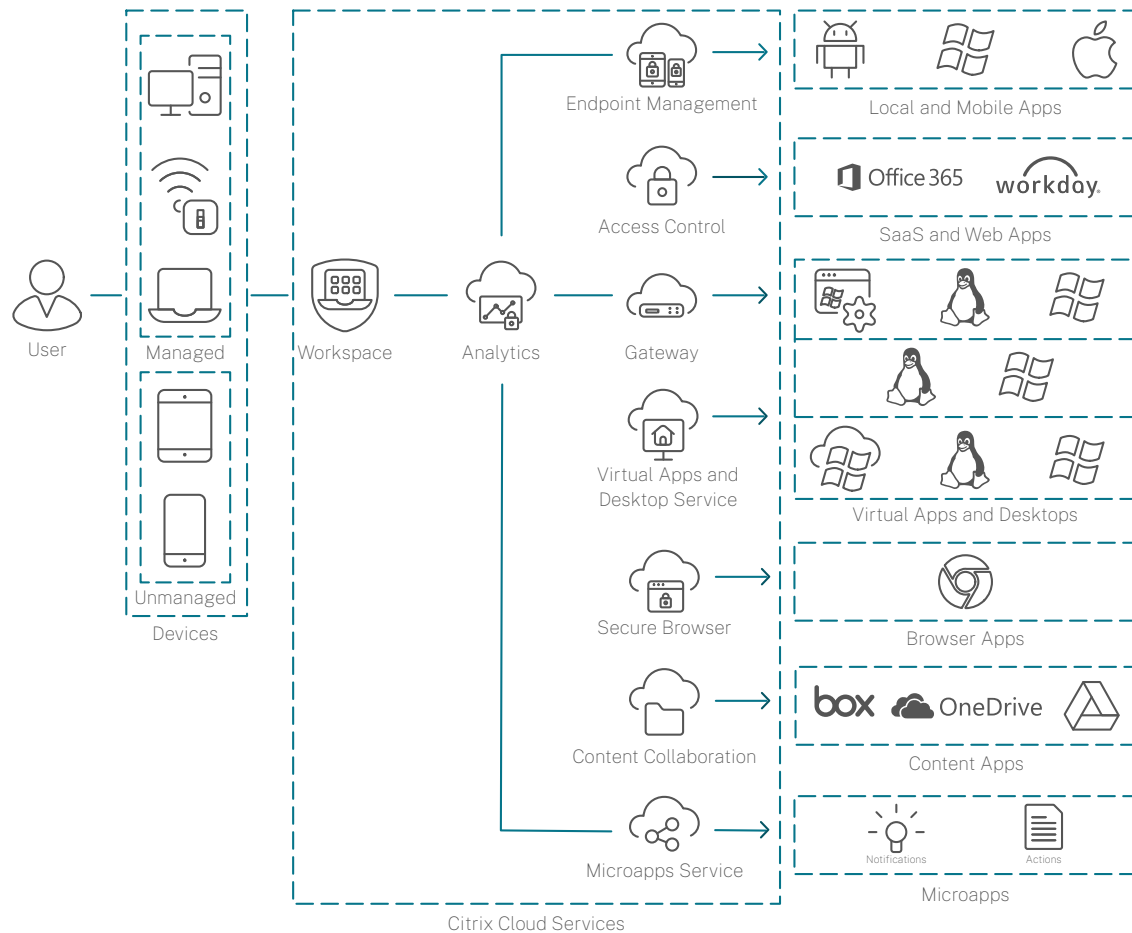 Endpoint Management
Local and Mobile Apps
Office 365
workday.
Access Control
SaaS and Web Apps
User
Managed
Workspace
Analytics
Gateway
Virtual Apps and
Desktop Service
Virtual Apps and Desktops
Unmanaged
Devices
Secure Browser
Browser Apps
box
OneDrive
Content Collaboration
Content Apps
Notifications
Actions
Microapps Service
Microapps
Citrix Cloud Services